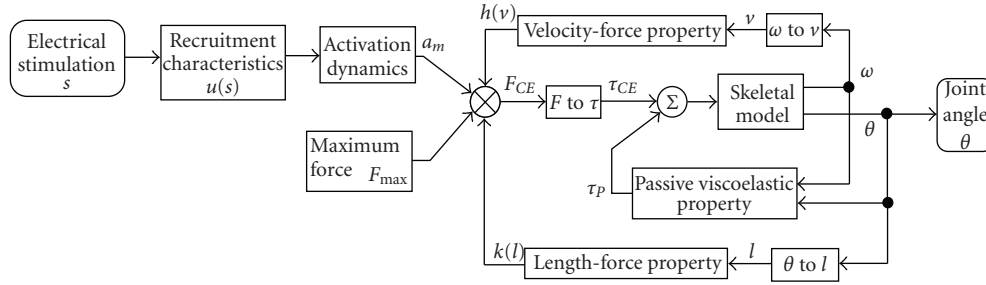 Electrical
stimulation
s
Recruitment
characteristics
u(s)
Activation
dynamics
a_m
Maximum
force F_max
h(ν)
Velocity-force property
ν
ω to ν
F_CE
F to τ
τ_CE
Σ
Skeletal
model
ω
θ
Joint
angle
θ
τ_P
Passive viscoelastic
property
k(l)
Length-force property
l
θ to l